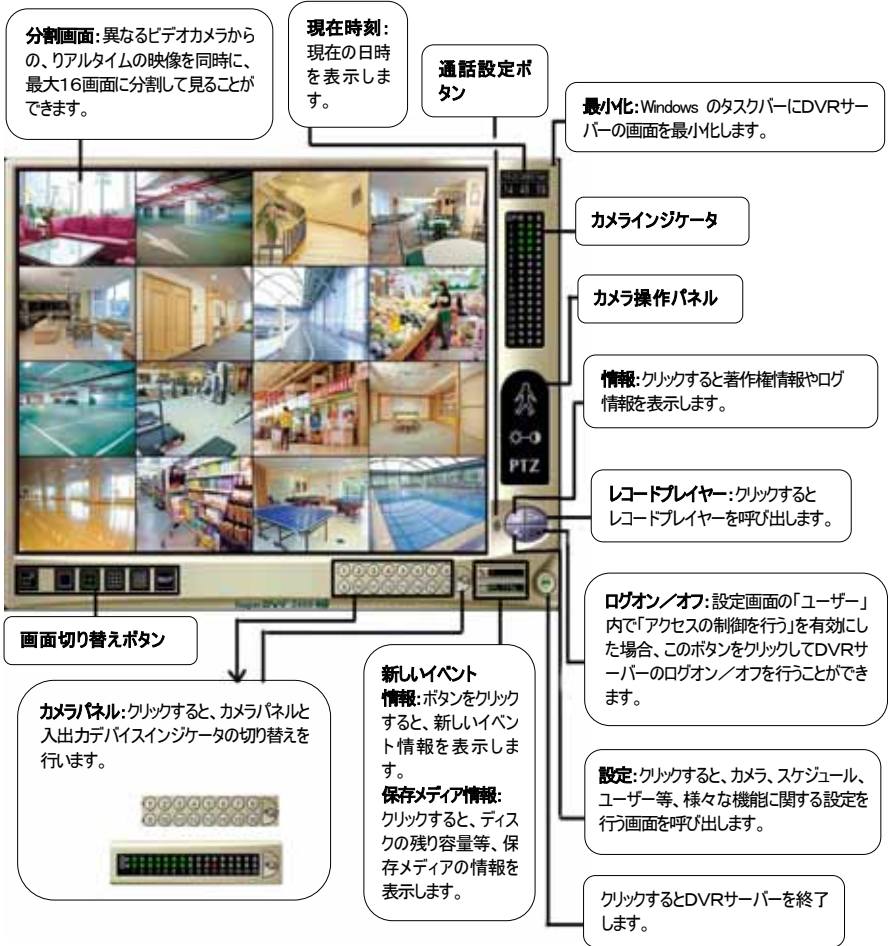 分割画面：異なるビデオカメラから
の、リアルタイムの映像を同時に、
最大１６画面に分割して見ることが
できます。
現在時刻：
現在の日時
を表示しま
す。
通話設定ボ
タン
最小化：Windows のタスクバーにＤＶＲサー
バーの画面を最小化します。
カメラインジケータ
カメラ操作パネル
情報：クリックすると著作権情報やログ
情報を表示します。
PTZ
レコードプレイヤー：クリックすると
レコードプレイヤーを呼び出します。
ログオン／オフ：設定画面の「ユーザー」
内で「アクセスの制御を行う」を有効にし
た場合、このボタンをクリックしてＤＶＲサ
ーバーのログオン／オフを行うことができ
ます。
画面切り替えボタン
カメラパネル：クリックすると、カメラパネルと
入出力デバイスインジケータの切り替えを
行います。
新しいイベント
情報：ボタンをクリック
すると、新しいイベン
ト情報を表示しま
す。
保存メディア情報：
クリックすると、ディス
クの残り容量等、保
存メディアの情報を
表示します。
設定：クリックすると、カメラ、スケジュール、
ユーザー等、様々な機能に関する設定を
行う画面を呼び出します。
クリックするとＤＶＲサーバーを終了
します。